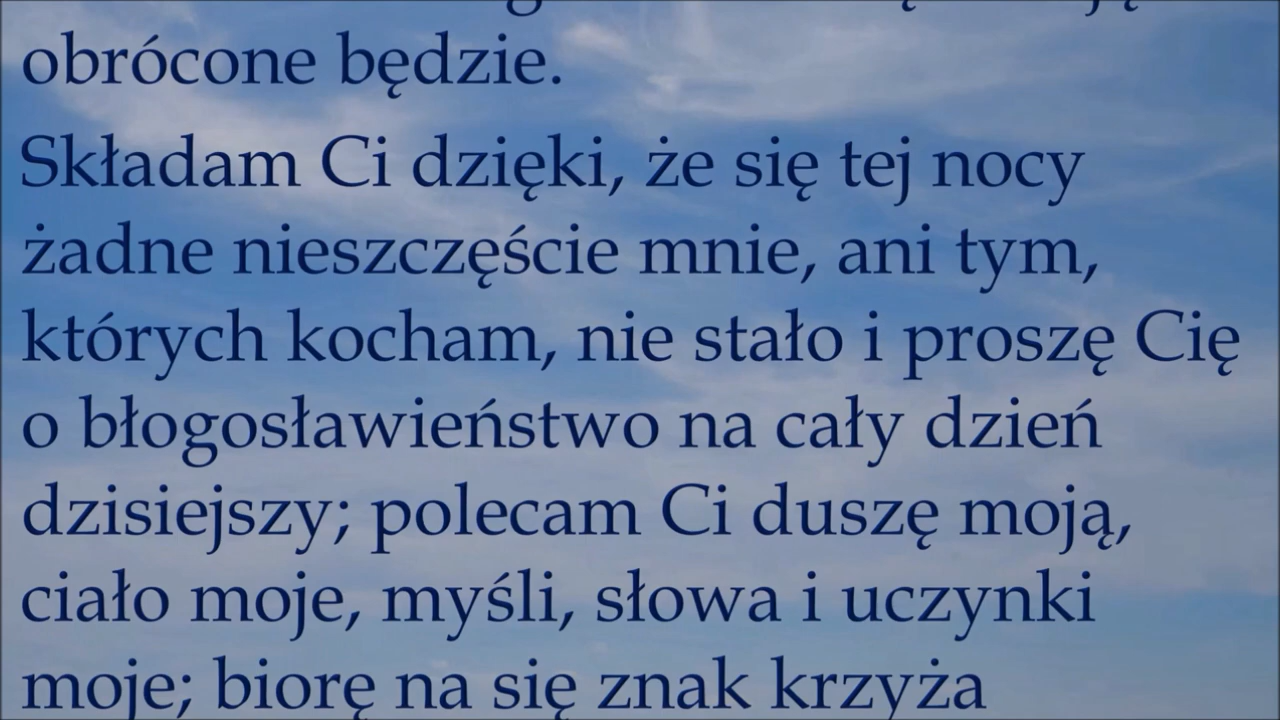 obrócone będzie.
Składam Ci dzięki, że się tej nocy
żadne nieszczęście mnie, ani tym,
których kocham, nie stało i proszę Cię
o błogosławieństwo na cały dzień
dzisiejszy; polecam Ci duszę moją,
ciało moje, myśli, słowa i uczynki
moje; biorę na się znak krzyża